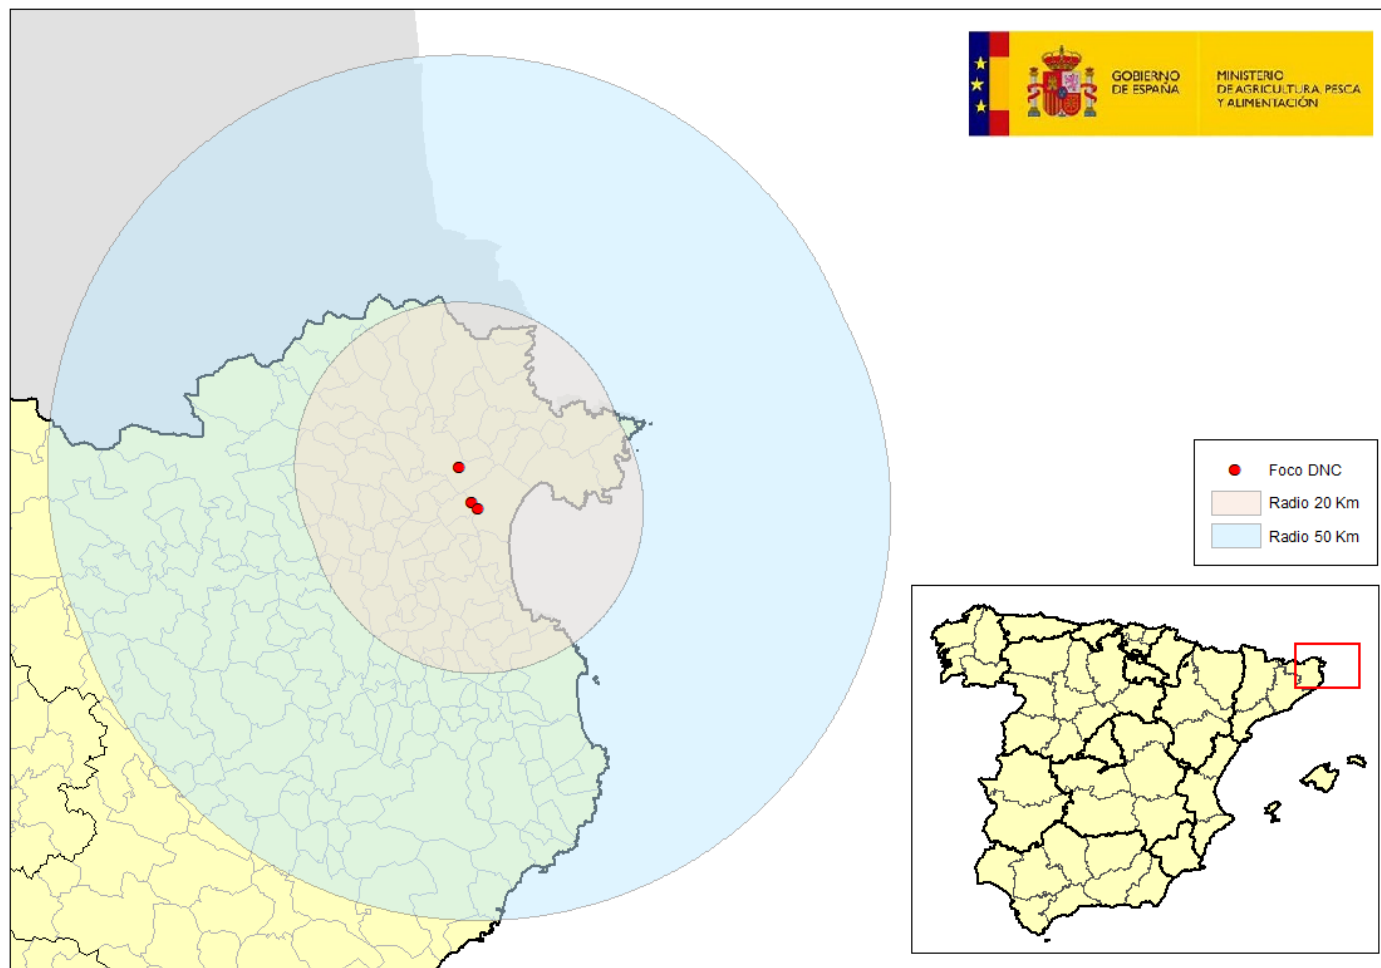 GOBIERNO
DE ESPAÑA
MINISTERIO
DE AGRICULTURA, PESCA
Y ALIMENTACIÓN
Foco DNC
Radio 20 Km
Radio 50 Km